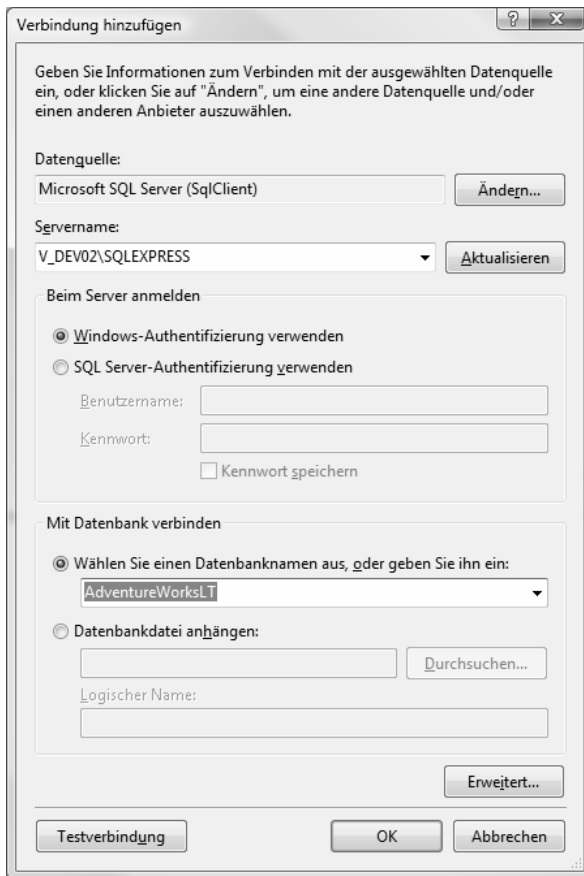 Verbindung hinzufügen
Geben Sie Informationen zum Verbinden mit der ausgewählten Datenquelle
ein, oder klicken Sie auf "Ändern", um eine andere Datenquelle und/oder
einen anderen Anbieter auszuwählen.
Datenquelle:
Microsoft SQL Server (SqlClient)
Ändern...
Servername:
V_DEV02\SQLEXPRESS
Aktualisieren
Beim Server anmelden
Windows-Authentifizierung verwenden
SQL Server-Authentifizierung verwenden
Benutzername:
Kennwort:
Kennwort speichern
Mit Datenbank verbinden
Wählen Sie einen Datenbanknamen aus, oder geben Sie ihn ein:
AdventureWorksLT
Datenbankdatei anhängen:
Durchsuchen...
Logischer Name:
Erweitert...
Testverbindung
OK
Abbrechen